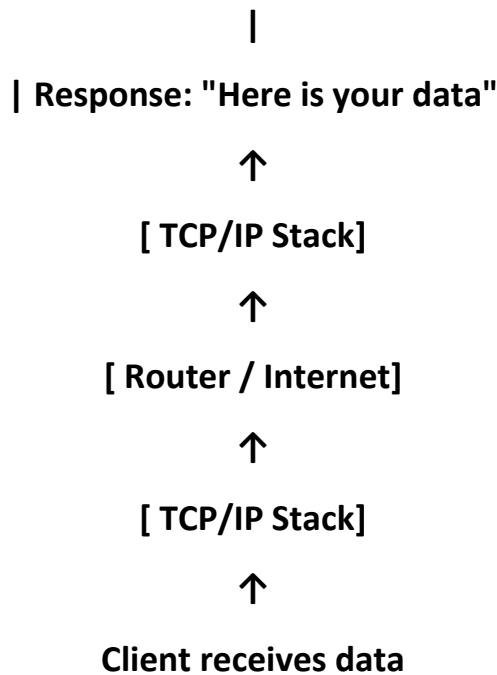 |
| Response: "Here is your data"
↑
[ TCP/IP Stack]
↑
[ Router / Internet]
↑
[ TCP/IP Stack]
↑
Client receives data